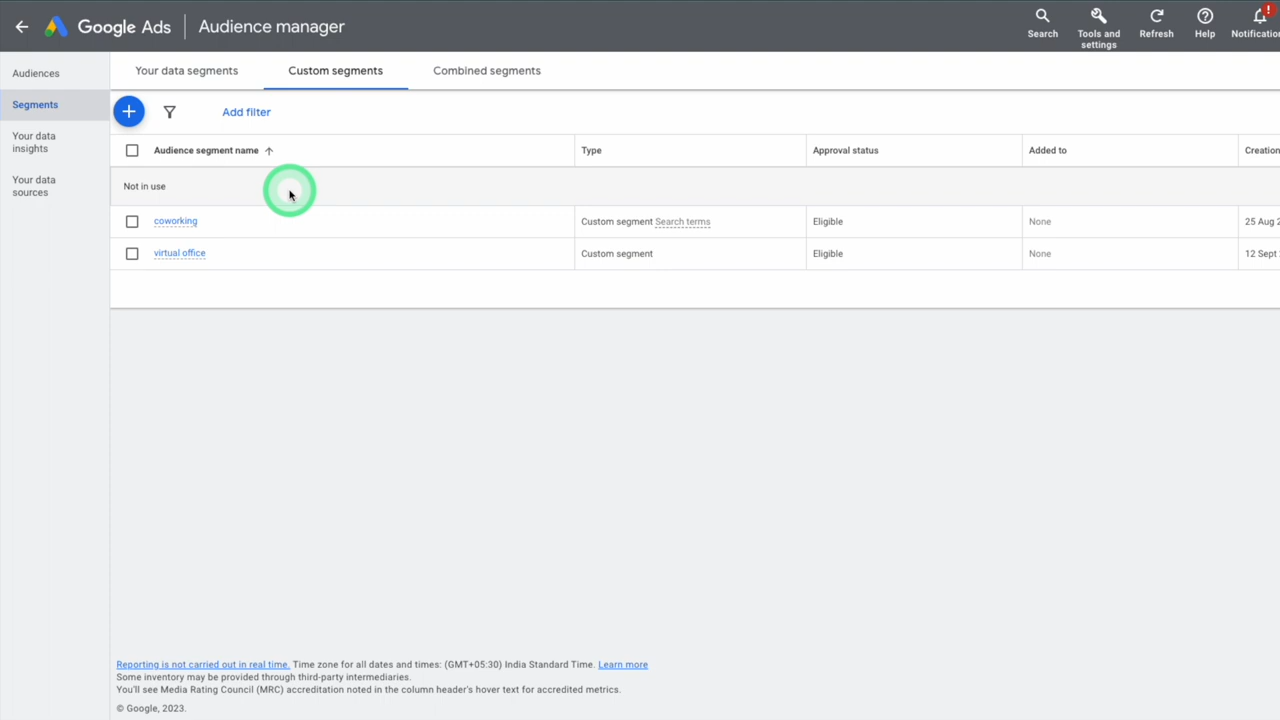 Google Ads
Audience manager
Search
Tools and
settings
Refresh
Help
!
Audiences
Segments
Your data
insights
Your data
sources
Your data segments
Custom segments
Combined segments
Add filter
Audience segment name
Type
Approval status
Added to
Creation
Not in use
coworking
Custom segment Search terms
Eligible
None
25 Aug
virtual office
Custom segment
Eligible
None
12 Sept
Reporting is not carried out in real time. Time zone for all dates and times: (GMT+05:30) India Standard Time. Learn more
Some inventory may be provided through third-party intermediaries.
You'll see Media Rating Council (MRC) accreditation noted in the column header's hover text for accredited metrics.
© Google, 2023.